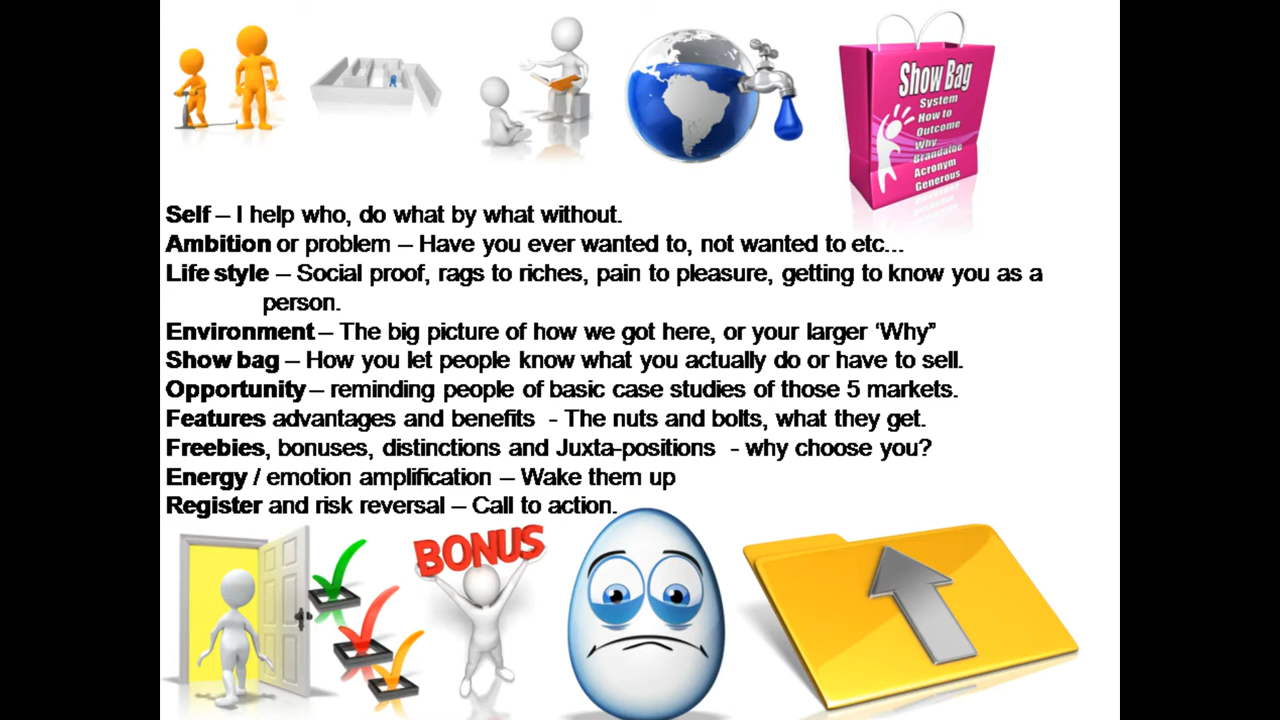 Show Bag
System
How to
Outcome
Why
Brandable
Acronym
Generous
Self – I help who, do what by what without.
Ambition or problem – Have you ever wanted to, not wanted to etc...
Life style – Social proof, rags to riches, pain to pleasure, getting to know you as a
person.
Environment – The big picture of how we got here, or your larger ‘Why”
Show bag – How you let people know what you actually do or have to sell.
Opportunity – reminding people of basic case studies of those 5 markets.
Features advantages and benefits - The nuts and bolts, what they get.
Freebies, bonuses, distinctions and Juxta-positions - why choose you?
Energy / emotion amplification – Wake them up
Register and risk reversal – Call to action.
BONUS